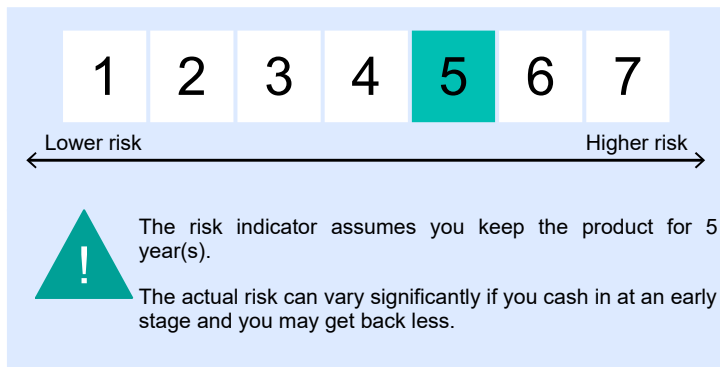 1 2 3 4 5 6 7
Lower risk Higher risk
The risk indicator assumes you keep the product for 5
year(s).
!
The actual risk can vary significantly if you cash in at an early
stage and you may get back less.